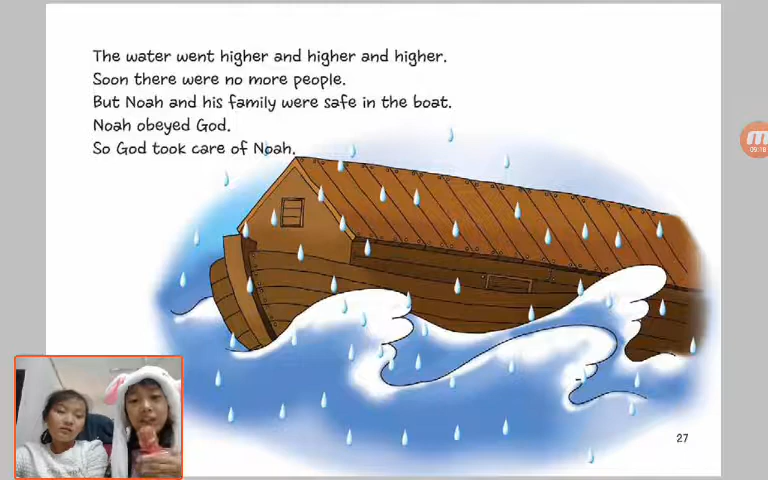 The water went higher and higher and higher.
Soon there were no more people.
But Noah and his family were safe in the boat.
Noah obeyed God.
So God took care of Noah.
27